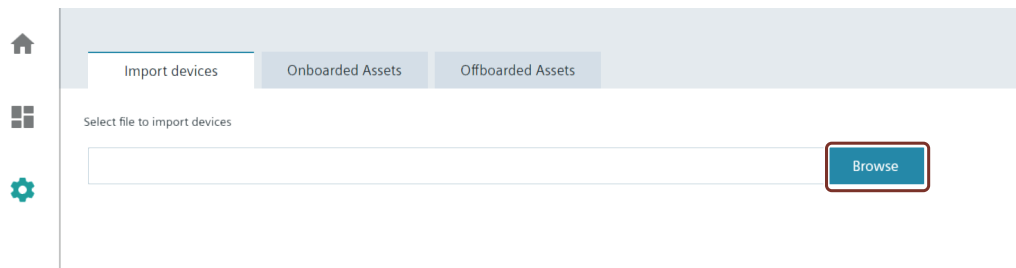 Import devices
Onboarded Assets
Offboarded Assets
Select file to import devices
Browse